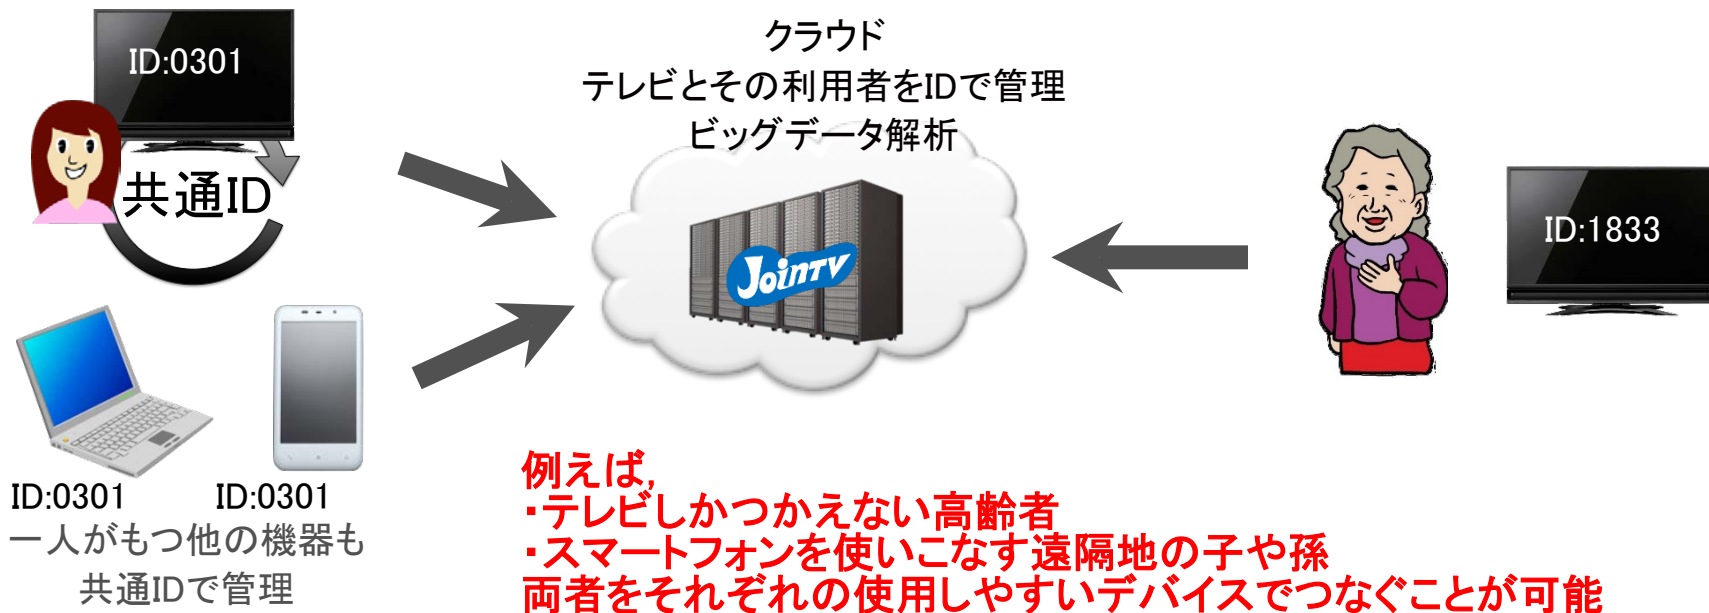 ID:0301
共通ID
ID:0301
ID:0301
一人がもつ他の機器も
共通IDで管理
クラウド
テレビとその利用者をIDで管理
ビッグデータ解析
JoinTV
ID:1833
例えば,
・テレビしかつかえない高齢者
・スマートフォンを使いこなす遠隔地の子や孫
両者をそれぞれの使用しやすいデバイスでつなぐことが可能